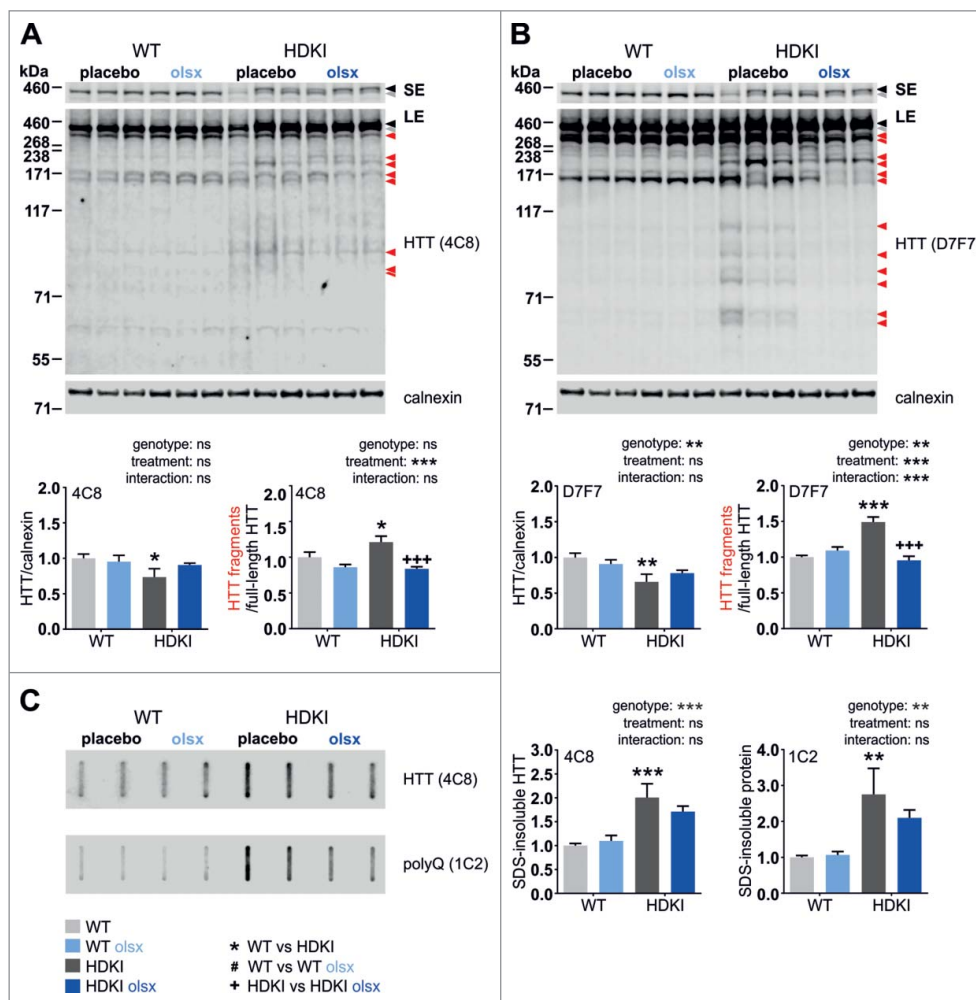 A
WT HDKI
placebo olsx placebo olsx
kDa
460
SE
460
LE
268
238
171
117
HTT (4C8)
71
55
calnexin
71
genotype: ns
treatment: ns
interaction: ns
4C8
HTT/calnexin
2.0
1.5
1.0
0.5
0.0
*
WT HDKI
genotype: ns
treatment: ***
interaction: ns
4C8
HTT fragments
/full-length HTT
2.0
1.5
1.0
0.5
0.0
*
+++
WT HDKI
B
WT HDKI
placebo olsx placebo olsx
kDa
460
SE
460
LE
268
238
171
117
HTT (D7F7
71
55
calnexin
71
genotype: **
treatment: ns
interaction: ns
D7F7
HTT/calnexin
2.0
1.5
1.0
0.5
0.0
**
WT HDKI
genotype: **
treatment: ***
interaction: ***
D7F7
HTT fragments
/full-length HTT
2.0
1.5
1.0
0.5
0.0
***
+++
WT HDKI
C
WT HDKI
placebo olsx placebo olsx
HTT (4C8)
polyQ (1C2)
WT
WT olsx
HDKI
HDKI olsx
* WT vs HDKI
# WT vs WT olsx
+ HDKI vs HDKI olsx
genotype: ***
treatment: ns
interaction: ns
4C8
SDS-insoluble HTT
3.0
2.5
2.0
1.5
1.0
0.5
0.0
***
WT HDKI
genotype: **
treatment: ns
interaction: ns
1C2
SDS-insoluble protein
4.0
3.0
2.0
1.0
0.0
**
WT HDKI